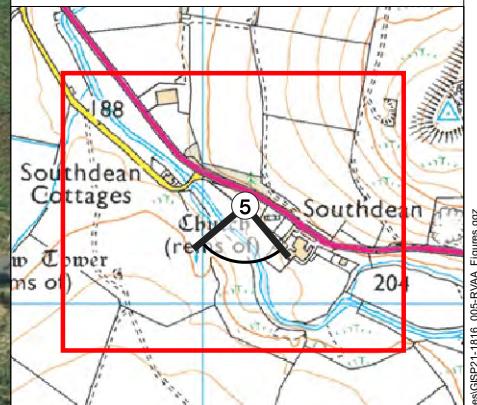 188
Southdean
Cottages
5
Church
(rems of)
Southdean
w Tower
ms of)
204
es\GISP21-1816_005-RVAA_Figures.qgz